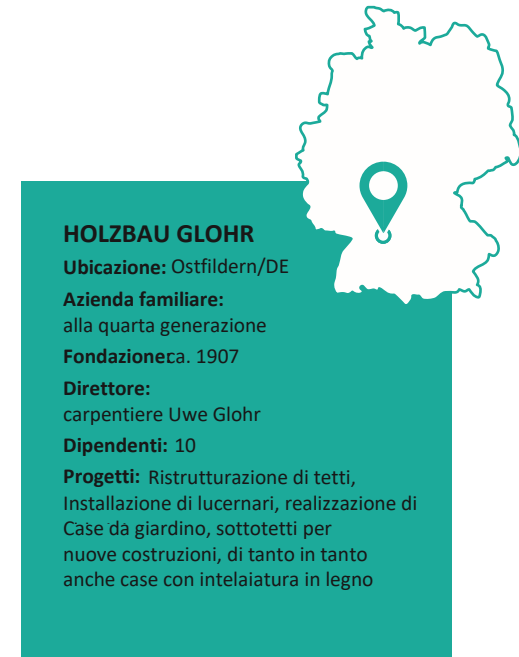 HOLZBAU GLOHR
Ubicazione: Ostfildern/DE
Azienda familiare:
alla quarta generazione
Fondazione:ca. 1907
Direttore:
carpentiere Uwe Glohr
Dipendenti: 10
Progetti: Ristrutturazione di tetti,
Installazione di lucernari, realizzazione di
Case da giardino, sottotetti per
nuove costruzioni, di tanto in tanto
anche case con intelaiatura in legno